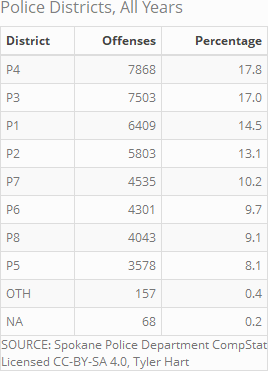 Police Districts, All Years
District Offenses Percentage
P4 7868 17.8
P3 7503 17.0
P1 6409 14.5
P2 5803 13.1
P7 4535 10.2
P6 4301 9.7
P8 4043 9.1
P5 3578 8.1
OTH 157 0.4
NA 68 0.2
SOURCE: Spokane Police Department CompStat
Licensed CC-BY-SA 4.0, Tyler Hart